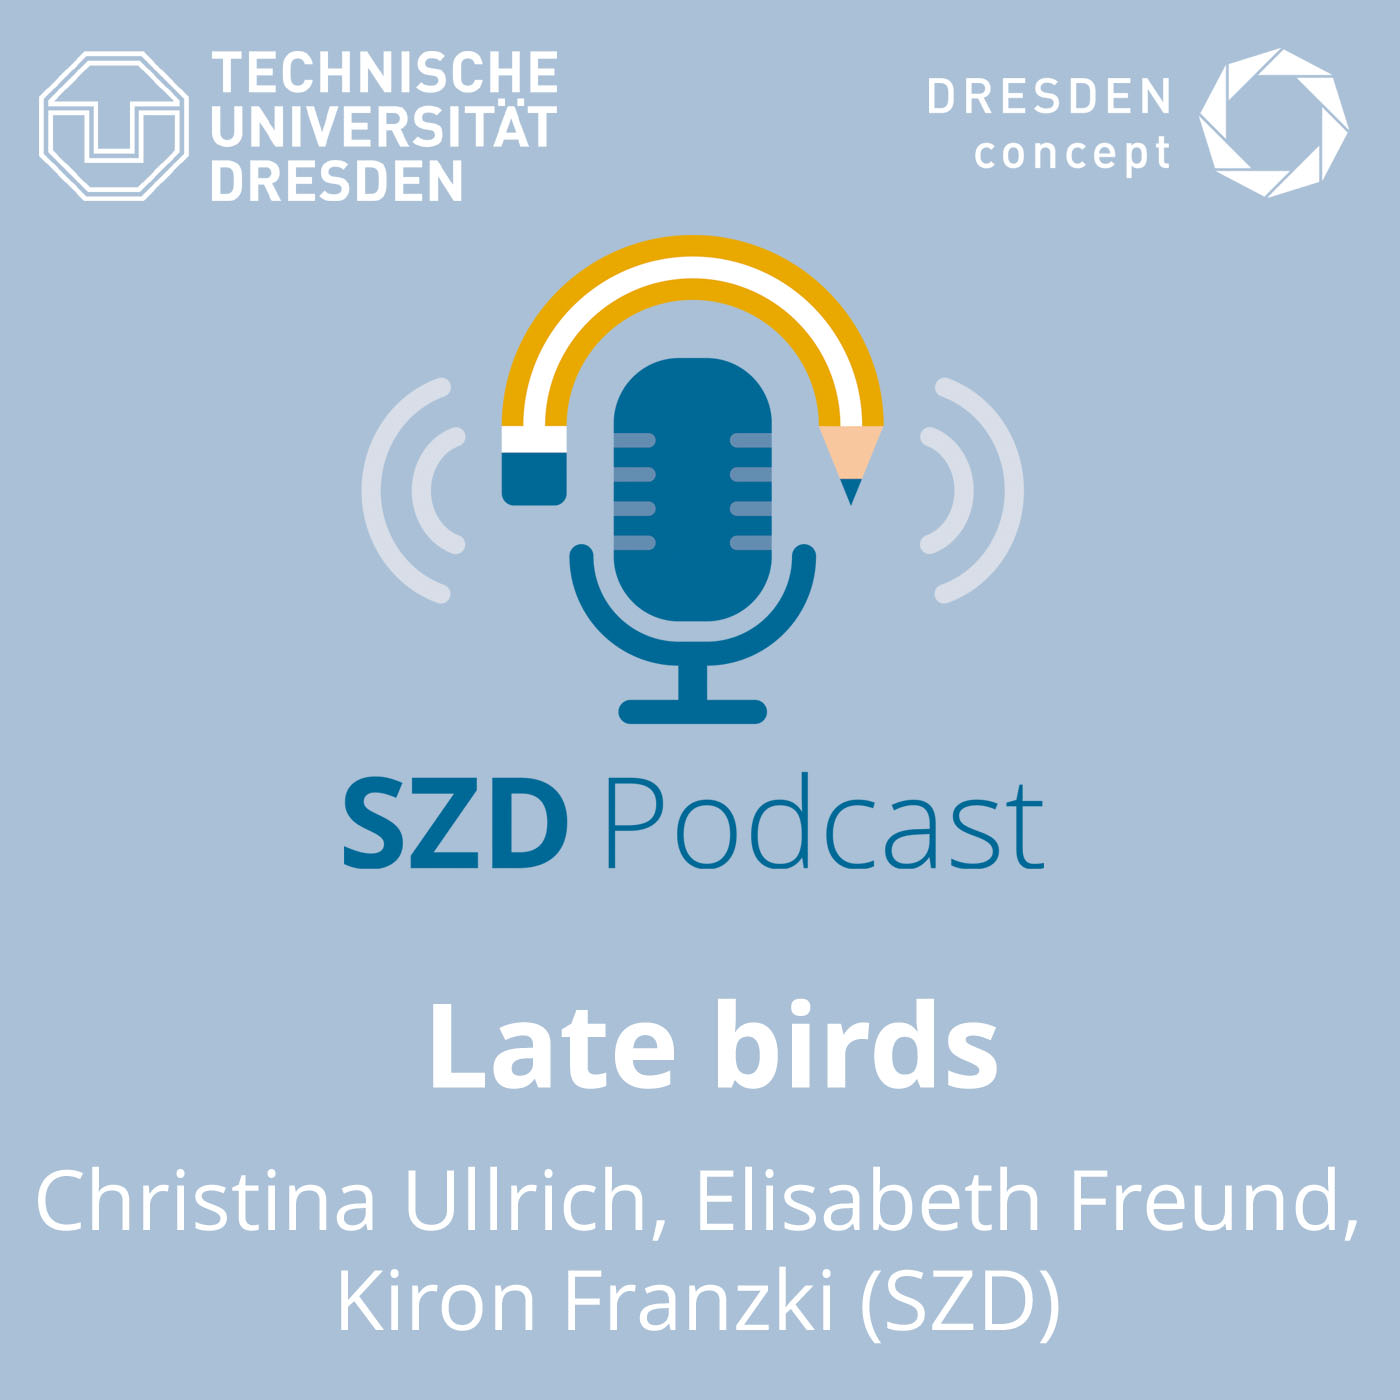 TECHNISCHE
UNIVERSITÄT
DRESDEN
DRESDEN
concept
SZD Podcast
Late birds
Christina Ullrich, Elisabeth Freund,
Kiron Franzki (SZD)